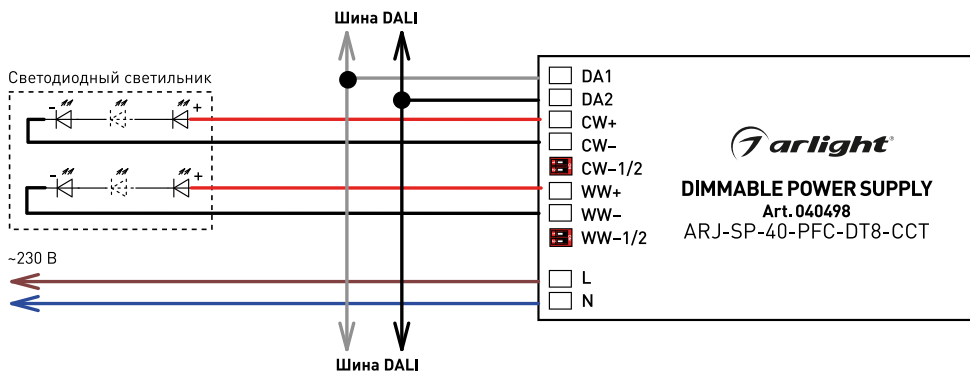 Шина DALI
Светодиодный светильник
- +
- +
~230 В
Шина DALI
DA1
DA2
CW+
CW–
CW–1/2
WW+
WW–
WW–1/2
L
N
arlight
DIMMABLE POWER SUPPLY
Art. 040498
ARJ-SP-40-PFC-DT8-CCT